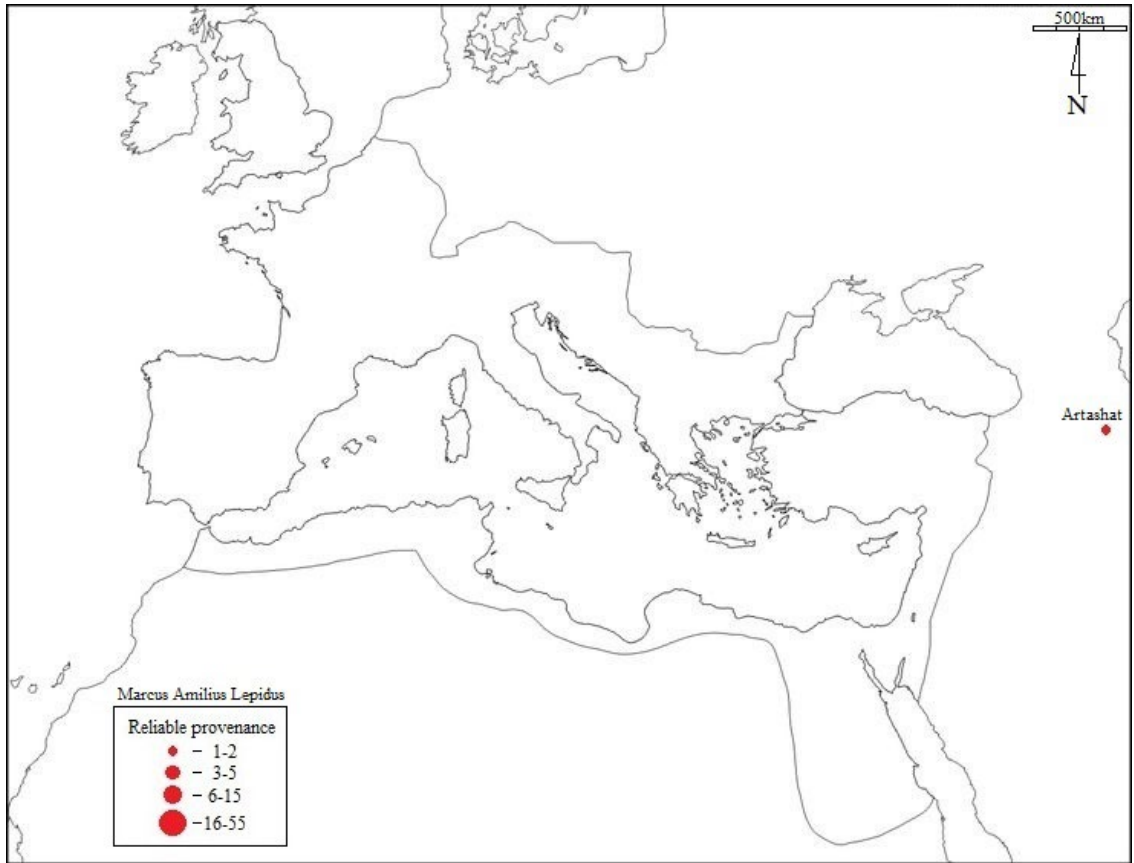 500km
N
Artashat
Marcus Amilius Lepidus
Reliable provenance
– 1-2
– 3-5
– 6-15
– 16-55